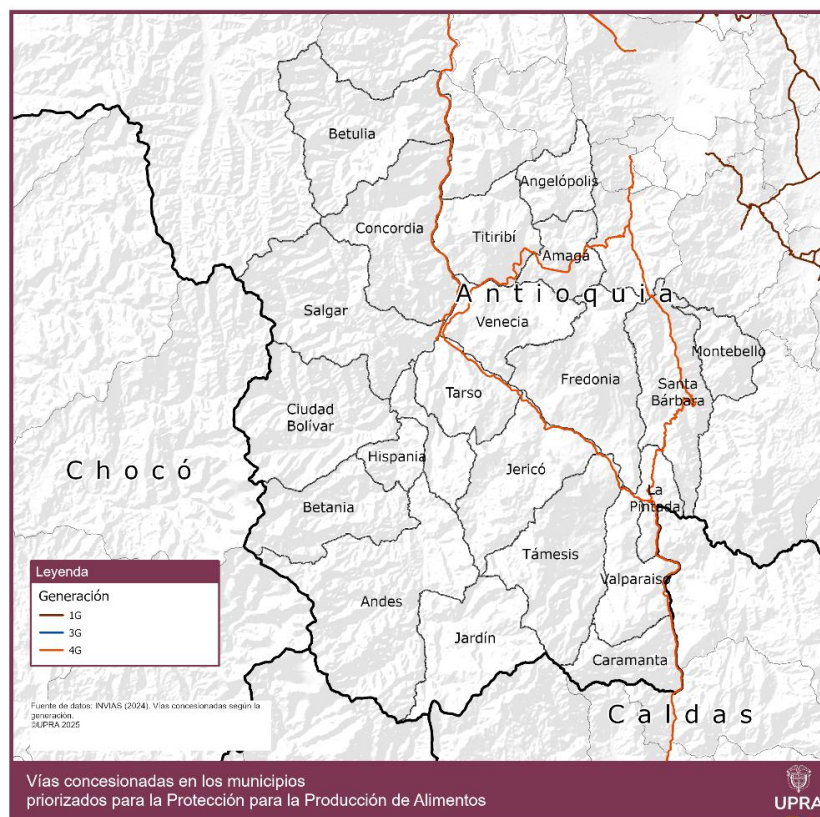 Betulia
Angelópolis
Concordia
Titiribí
Amagá
Antioquia
Salgar
Venecia
Montebello
Fredonia
Santa
Bárbara
Tarso
Ciudad
Bolívar
Hispania
Chocó
Jericó
Betania
La
Pintada
Támesis
Valparaiso
Andes
Jardín
Caramanta
Caldas
Leyenda
Generación
1G
3G
4G
Fuente de datos: INVIAS (2024). Vías concesionadas según la
generación.
©UPRA 2025
Vías concesionadas en los municipios
priorizados para la Protección para la Producción de Alimentos
UPRA